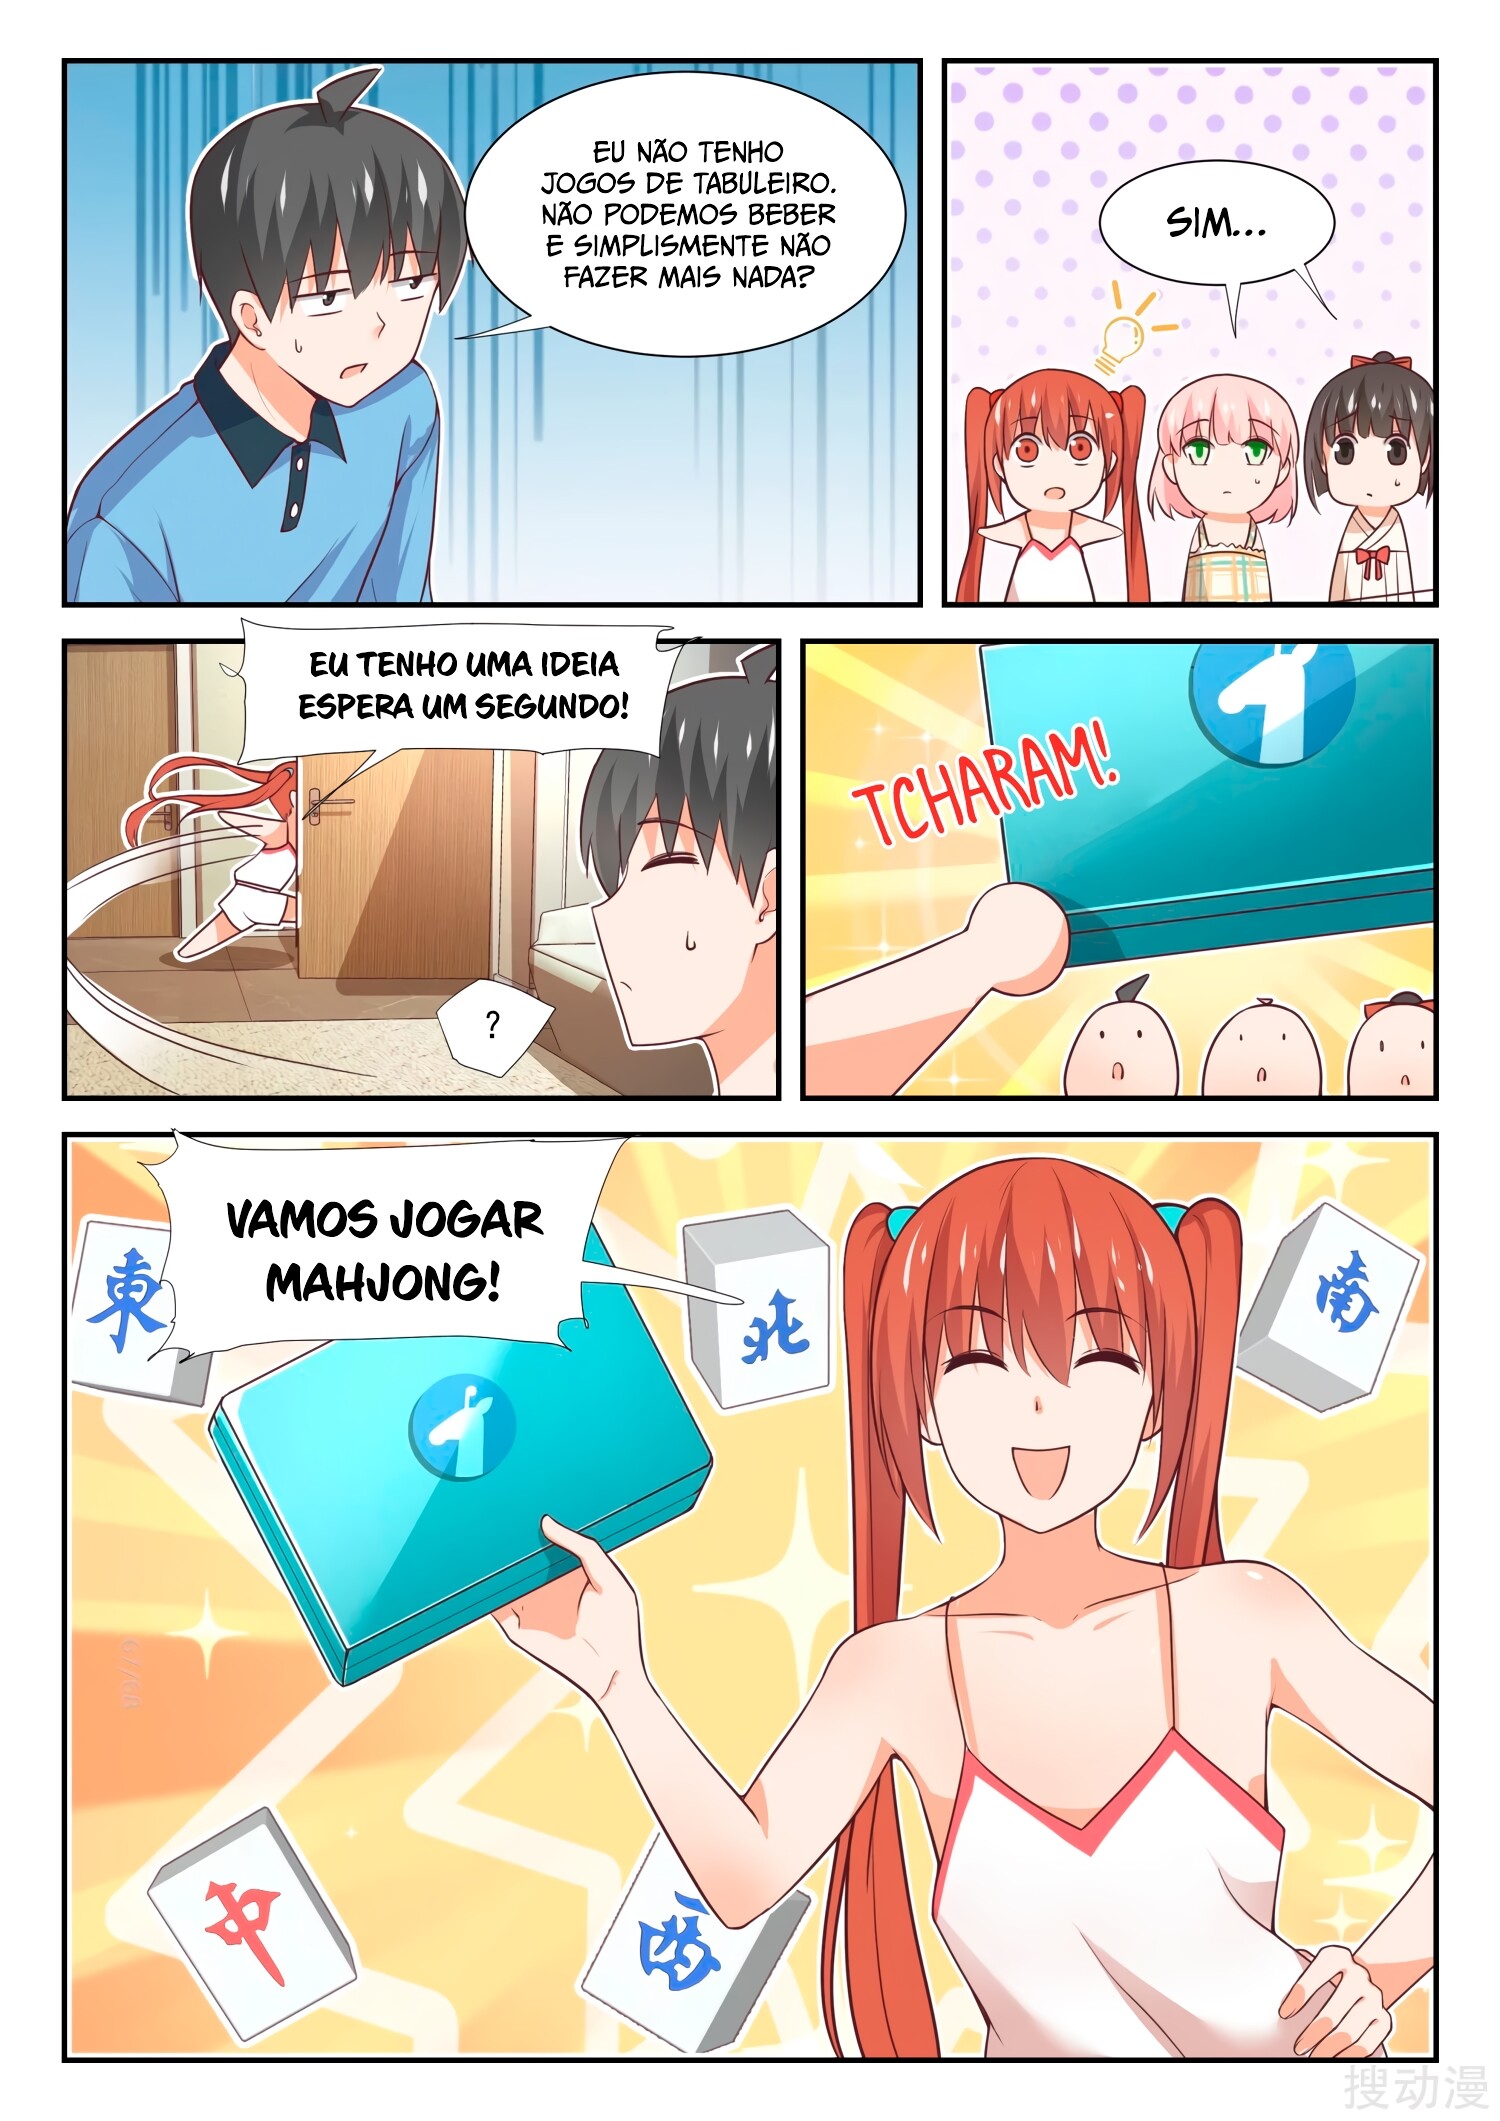 EU NÃO TENHO
JOGOS DE TABULEIRO.
NÃO PODEMOS BEBER
E SIMPLISMENTE NÃO
FAZER MAIS NADA?
SIM...
EU TENHO UMA IDEIA
ESPERA UM SEGUNDO!
?
TCHARAM!
VAMOS JOGAR
MAHJONG!
東
北
南
中
西
搜动漫